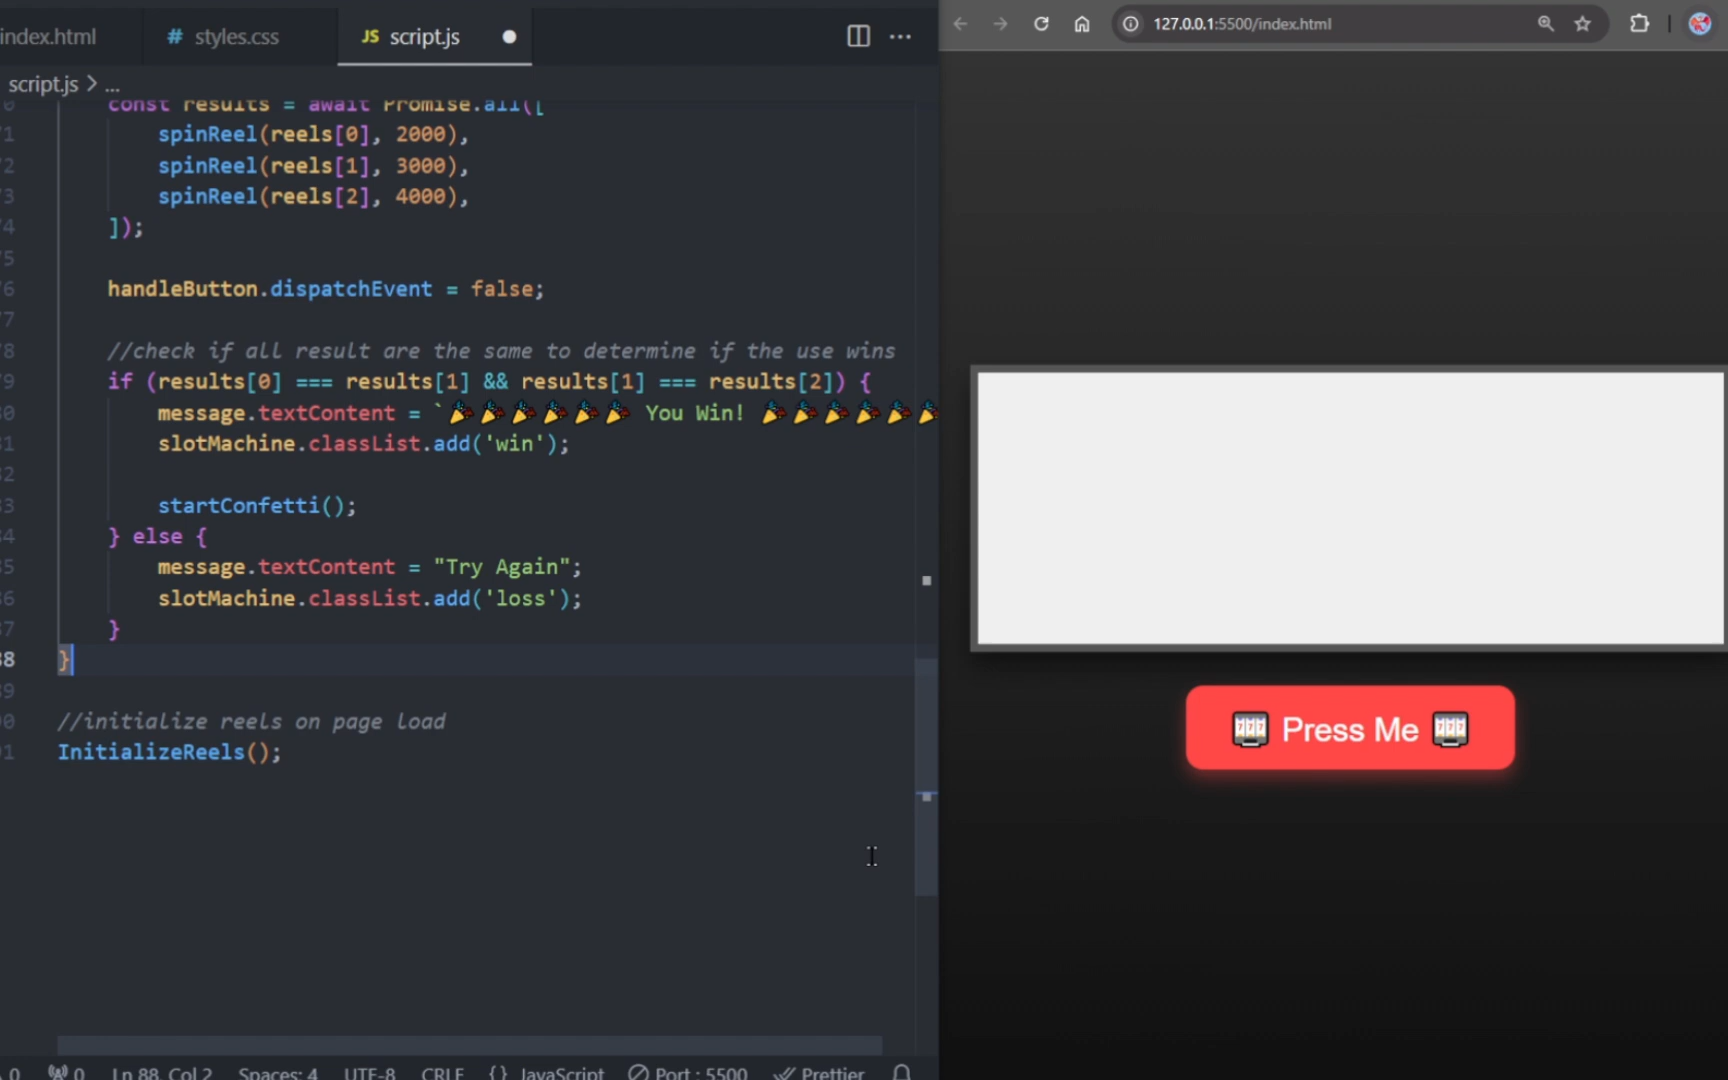 index.html # styles.css JS script.js
127.0.0.1:5500/index.html
script.js > ...
const results = await Promise.all([
spinReel(reels[0], 2000),
spinReel(reels[1], 3000),
spinReel(reels[2], 4000),
]);
handleButton.dispatchEvent = false;
//check if all result are the same to determine if the use wins
if (results[0] === results[1] && results[1] === results[2]) {
message.textContent = `🎉🎉🎉🎉🎉🎉 You Win! 🎉🎉🎉🎉🎉🎉
slotMachine.classList.add('win');
startConfetti();
} else {
message.textContent = "Try Again";
slotMachine.classList.add('loss');
}
88 }
//initialize reels on page load
InitializeReels();
🎰 Press Me 🎰
0 0 Ln 88, Col 2 Spaces: 4 UTF-8 CRLF {} JavaScript Port : 5500 Prettier